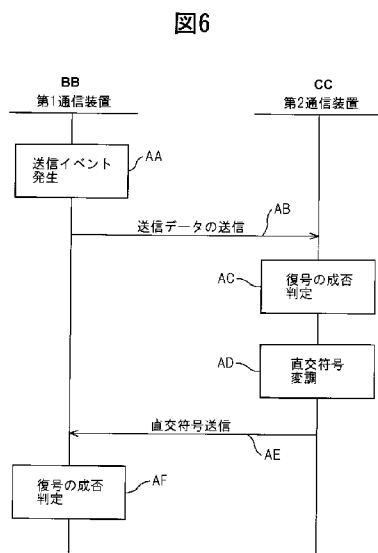 図6
BB
第1通信装置
CC
第2通信装置
送信イベント
発生
AA
送信データの送信
AB
AC
復号の成否
判定
AD
直交符号
変調
直交符号送信
AE
復号の成否
判定
AF